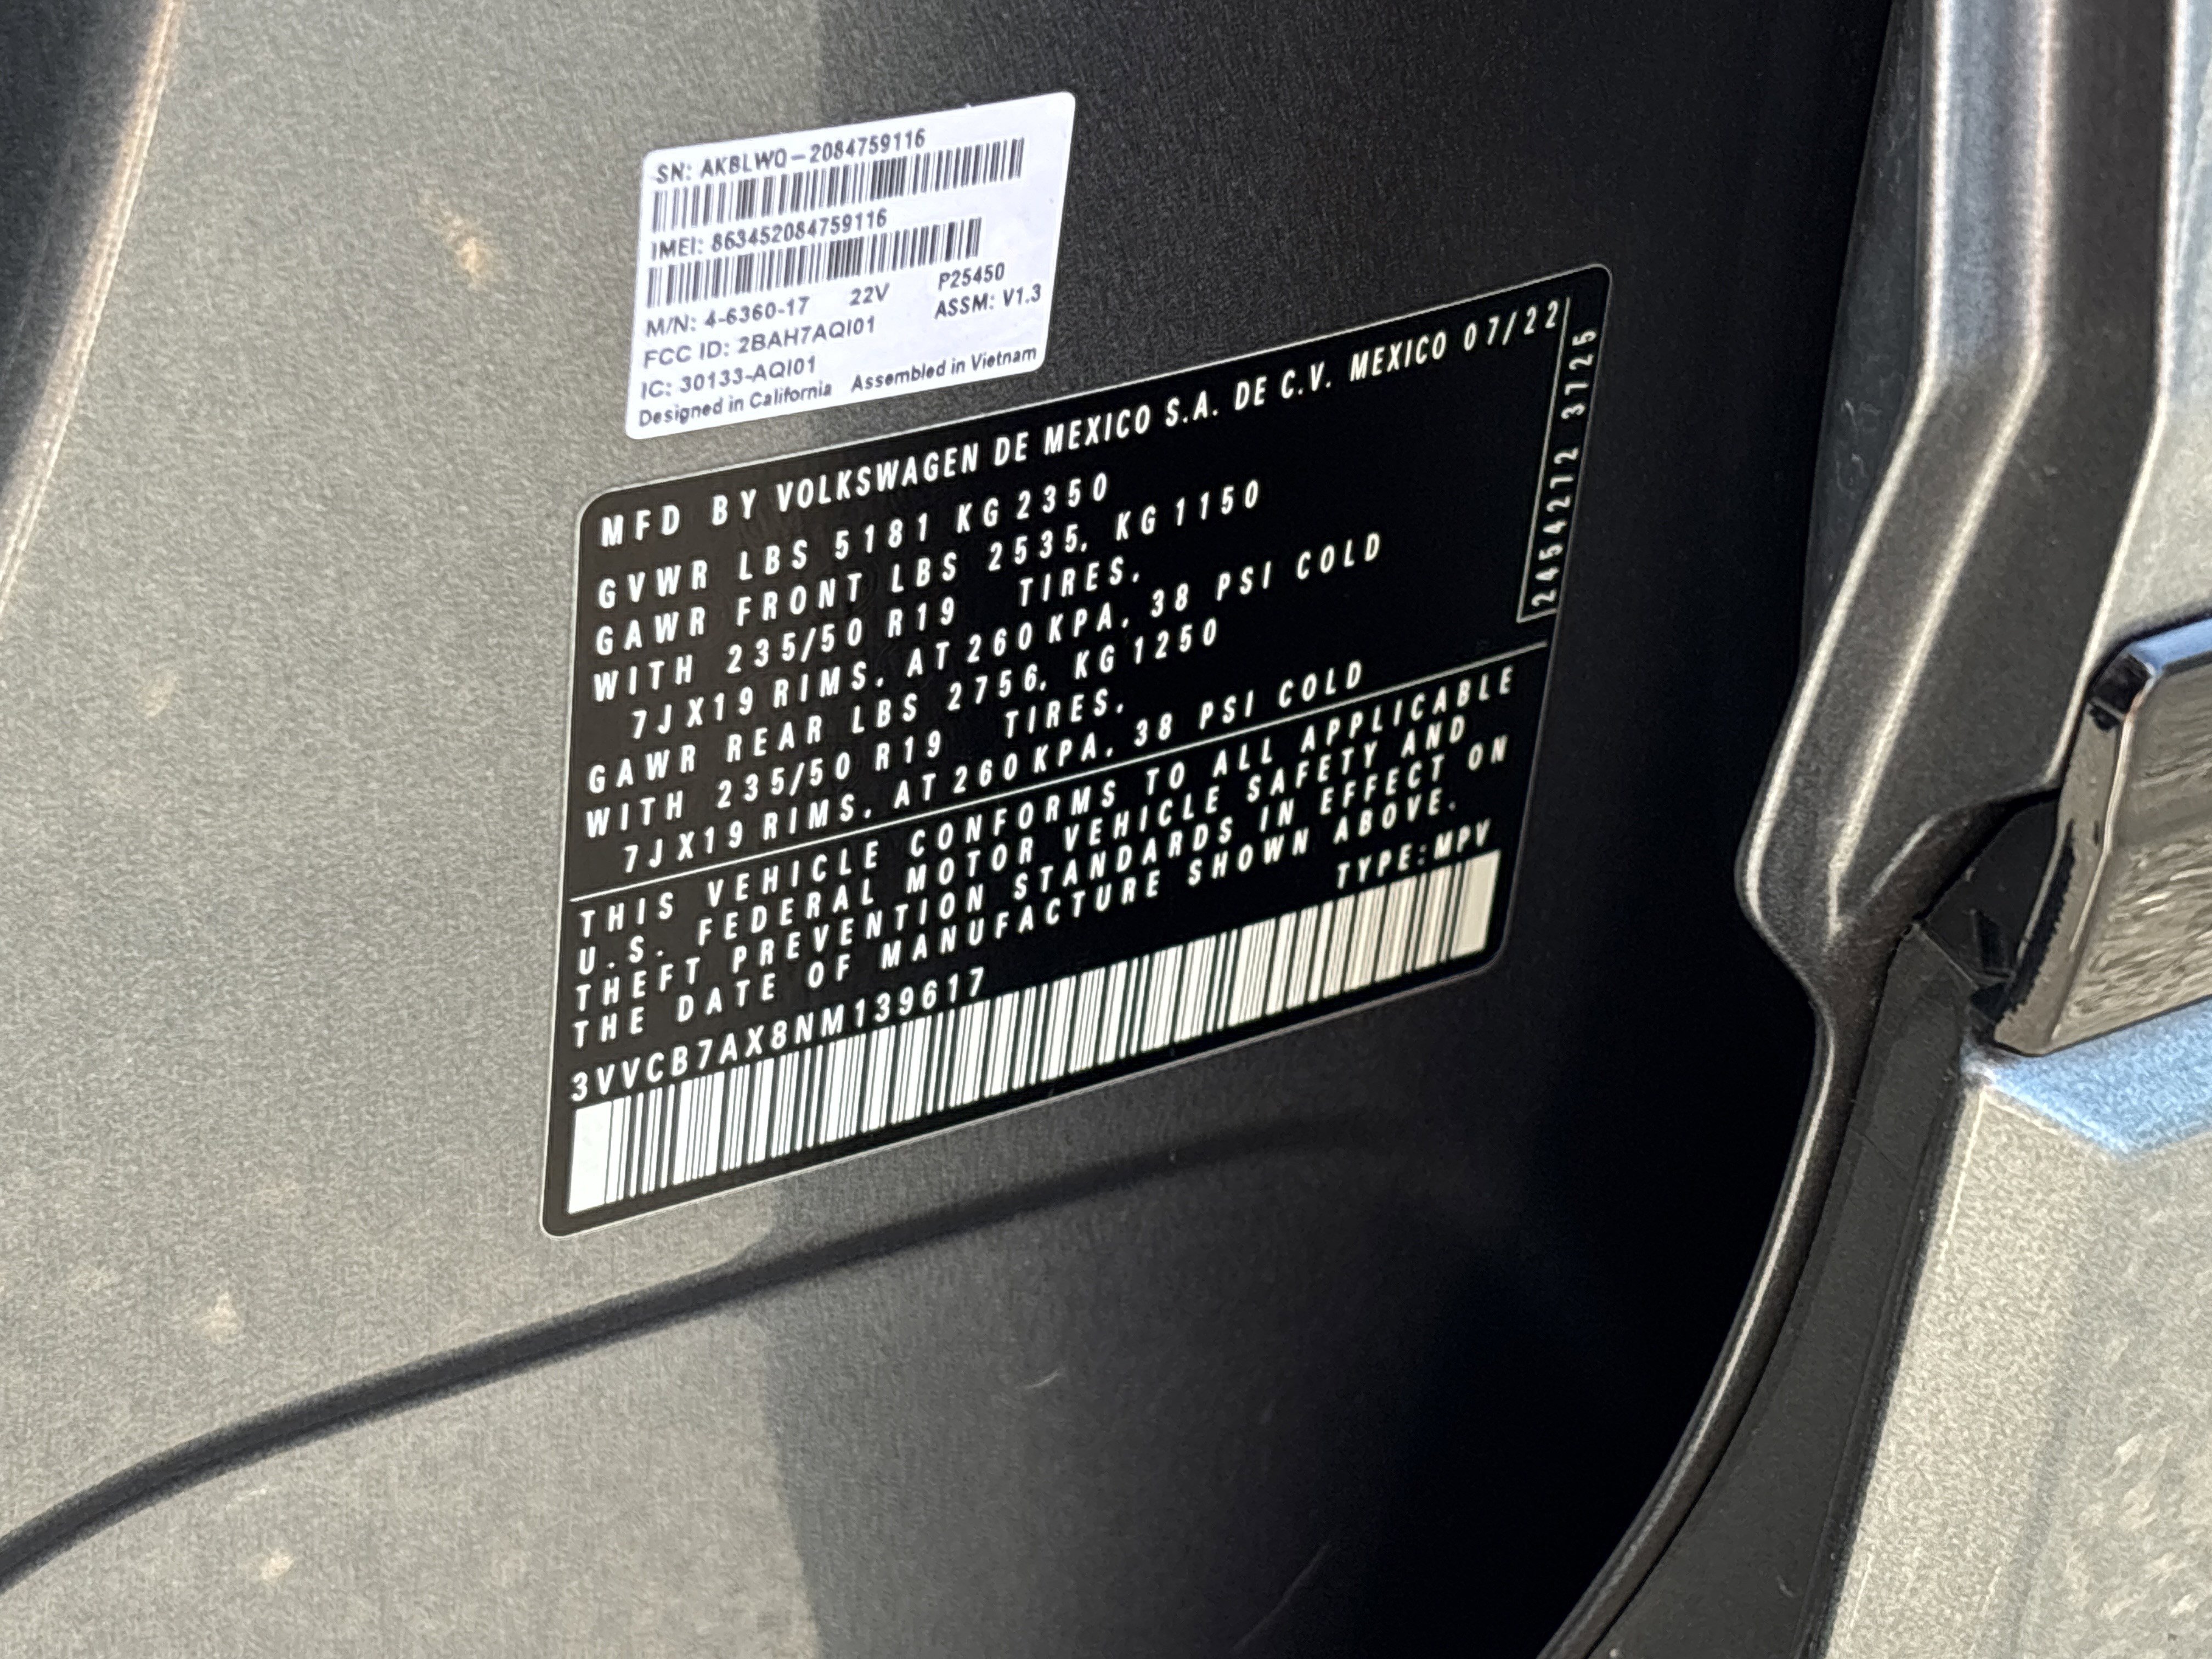 SN: AKBLWQ-2084759116
IMEI: 863452084759116
M/N: 4-6360-17 22V P25450
FCC ID: 2BAH7AQI01 ASSM: V1.3
IC: 30133-AQI01
Designed in California Assembled in Vietnam
MFD BY VOLKSWAGEN DE MEXICO S.A. DE C.V. MEXICO 07/22
GVWR LBS 5181 KG 2350
GAWR FRONT LBS 2535, KG 1150
WITH 235/50 R19 TIRES,
7JX19 RIMS, AT 260 KPA, 38 PSI COLD
GAWR REAR LBS 2756, KG 1250
WITH 235/50 R19 TIRES,
7JX19 RIMS, AT 260 KPA, 38 PSI COLD
2454272 3725
THIS VEHICLE CONFORMS TO ALL APPLICABLE
U.S. FEDERAL MOTOR VEHICLE SAFETY AND
THEFT PREVENTION STANDARDS IN EFFECT ON
THE DATE OF MANUFACTURE SHOWN ABOVE.
TYPE:MPV
3VVCB7AX8NM139617